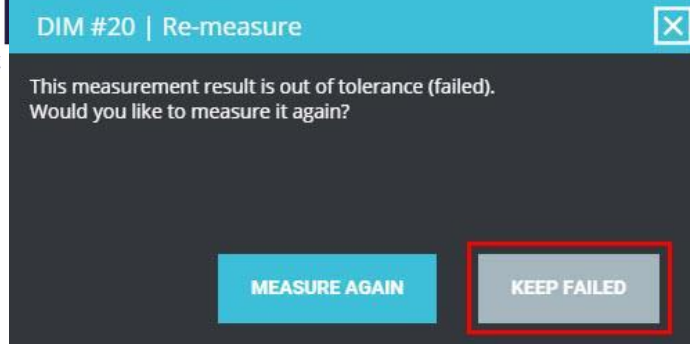 DIM #20 | Re-measure
This measurement result is out of tolerance (failed).
Would you like to measure it again?
MEASURE AGAIN
KEEP FAILED